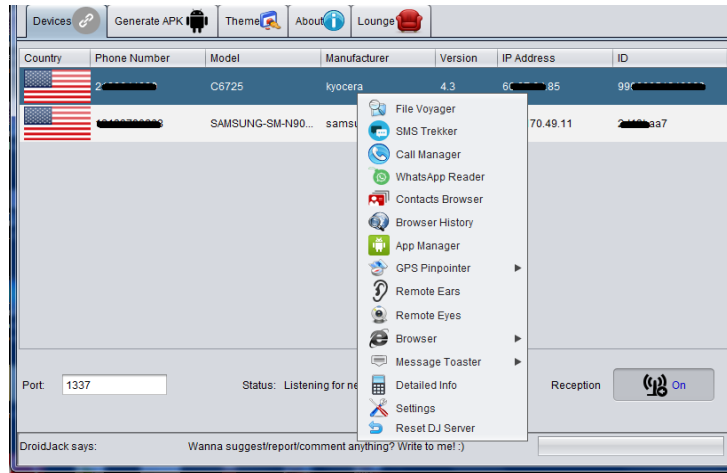 Devices Generate APK Theme About Lounge
Country Phone Number Model Manufacturer Version IP Address ID
C6725 kyocera 4.3 .85
SAMSUNG-SM-N90... samsu 70.49.11 aa7
File Voyager
SMS Trekker
Call Manager
WhatsApp Reader
Contacts Browser
Browser History
App Manager
GPS Pinpointer
Remote Ears
Remote Eyes
Browser
Message Toaster
Detailed Info
Settings
Reset DJ Server
Port: 1337 Status: Listening for ne Reception On
DroidJack says: Wanna suggest/report/comment anything? Write to me! :)